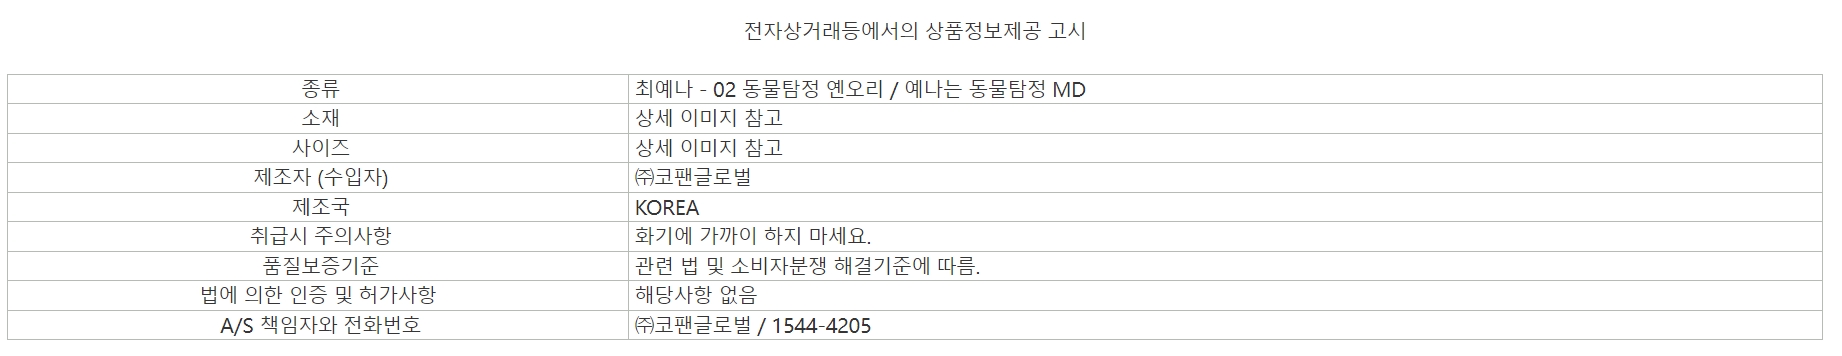 전자상거래등에서의 상품정보제공 고시
종류 최예나 - 02 동물탐정 옌오리 / 예나는 동물탐정 MD
소재 상세 이미지 참고
사이즈 상세 이미지 참고
제조자 (수입자) ㈜코팬글로벌
제조국 KOREA
취급시 주의사항 화기에 가까이 하지 마세요.
품질보증기준 관련 법 및 소비자분쟁 해결기준에 따름.
법에 의한 인증 및 허가사항 해당사항 없음
A/S 책임자와 전화번호 ㈜코팬글로벌 / 1544-4205